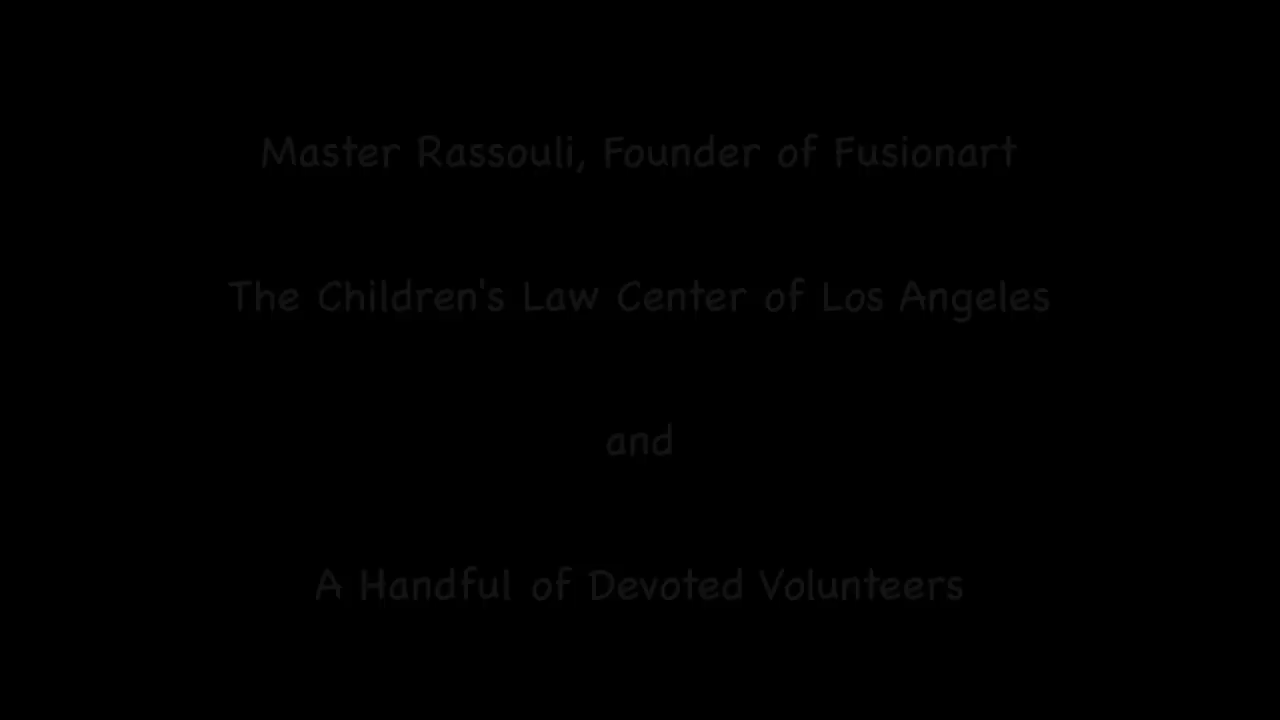 Master Rassouli, Founder of Fusionart
The Children's Law Center of Los Angeles
and
A Handful of Devoted Volunteers